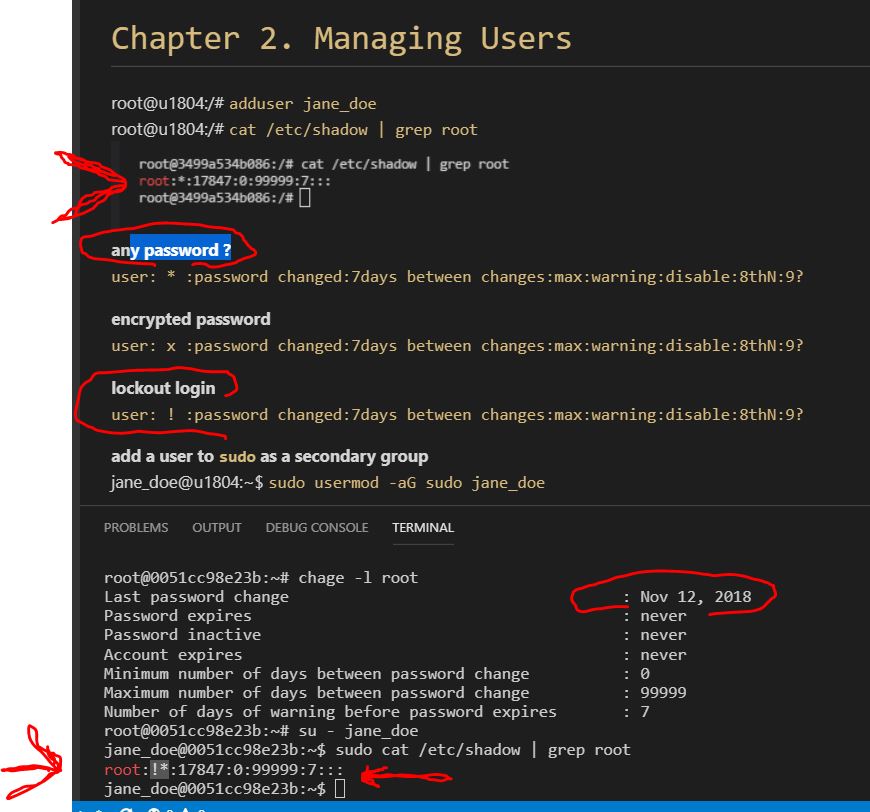 Chapter 2. Managing Users
root@u1804:/# adduser jane_doe
root@u1804:/# cat /etc/shadow | grep root
root@3499a534b086:/# cat /etc/shadow | grep root
root:*:17847:0:99999:7:::
root@3499a534b086:/#
any password ?
user: * :password changed:7days between changes:max:warning:disable:8thN:9?
encrypted password
user: x :password changed:7days between changes:max:warning:disable:8thN:9?
lockout login
user: ! :password changed:7days between changes:max:warning:disable:8thN:9?
add a user to sudo as a secondary group
jane_doe@u1804:~$ sudo usermod -aG sudo jane_doe
PROBLEMS OUTPUT DEBUG CONSOLE TERMINAL
root@0051cc98e23b:~# chage -l root
Last password change : Nov 12, 2018
Password expires : never
Password inactive : never
Account expires : never
Minimum number of days between password change : 0
Maximum number of days between password change : 99999
Number of days of warning before password expires : 7
root@0051cc98e23b:~# su - jane_doe
jane_doe@0051cc98e23b:~$ sudo cat /etc/shadow | grep root
root:!*:17847:0:99999:7:::
jane_doe@0051cc98e23b:~$